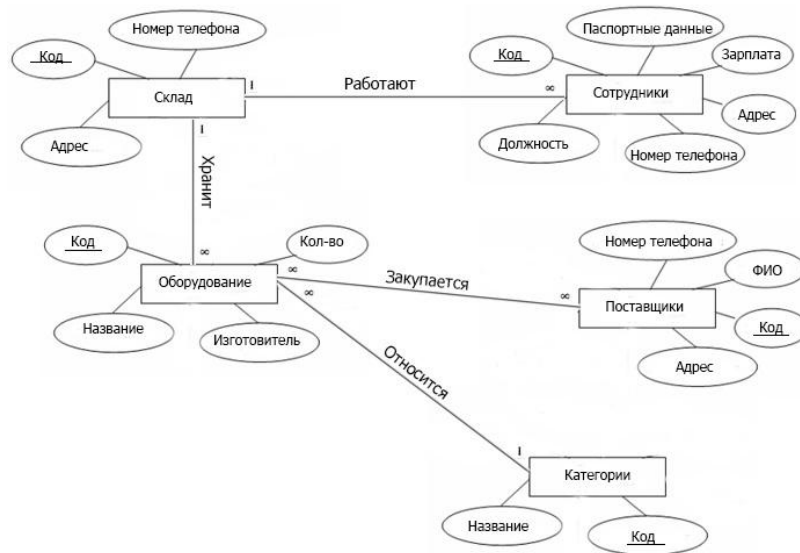 Номер телефона
Код
Склад
Адрес
1
Работают
∞
Паспортные данные
Код
Зарплата
Сотрудники
Адрес
Должность
Номер телефона
1
Хранит
∞
Код
Кол-во
Оборудование
Название
Изготовитель
∞
Закупается
∞
Номер телефона
ФИО
Поставщики
Код
Адрес
∞
Относится
1
Категории
Название
Код